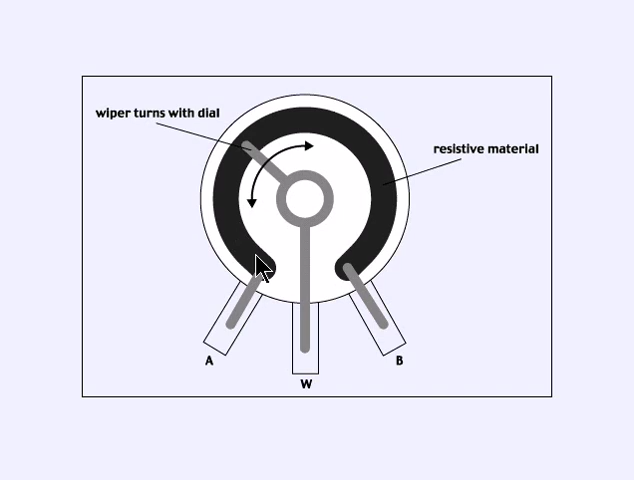 wiper turns with dial
resistive material
A
B
W